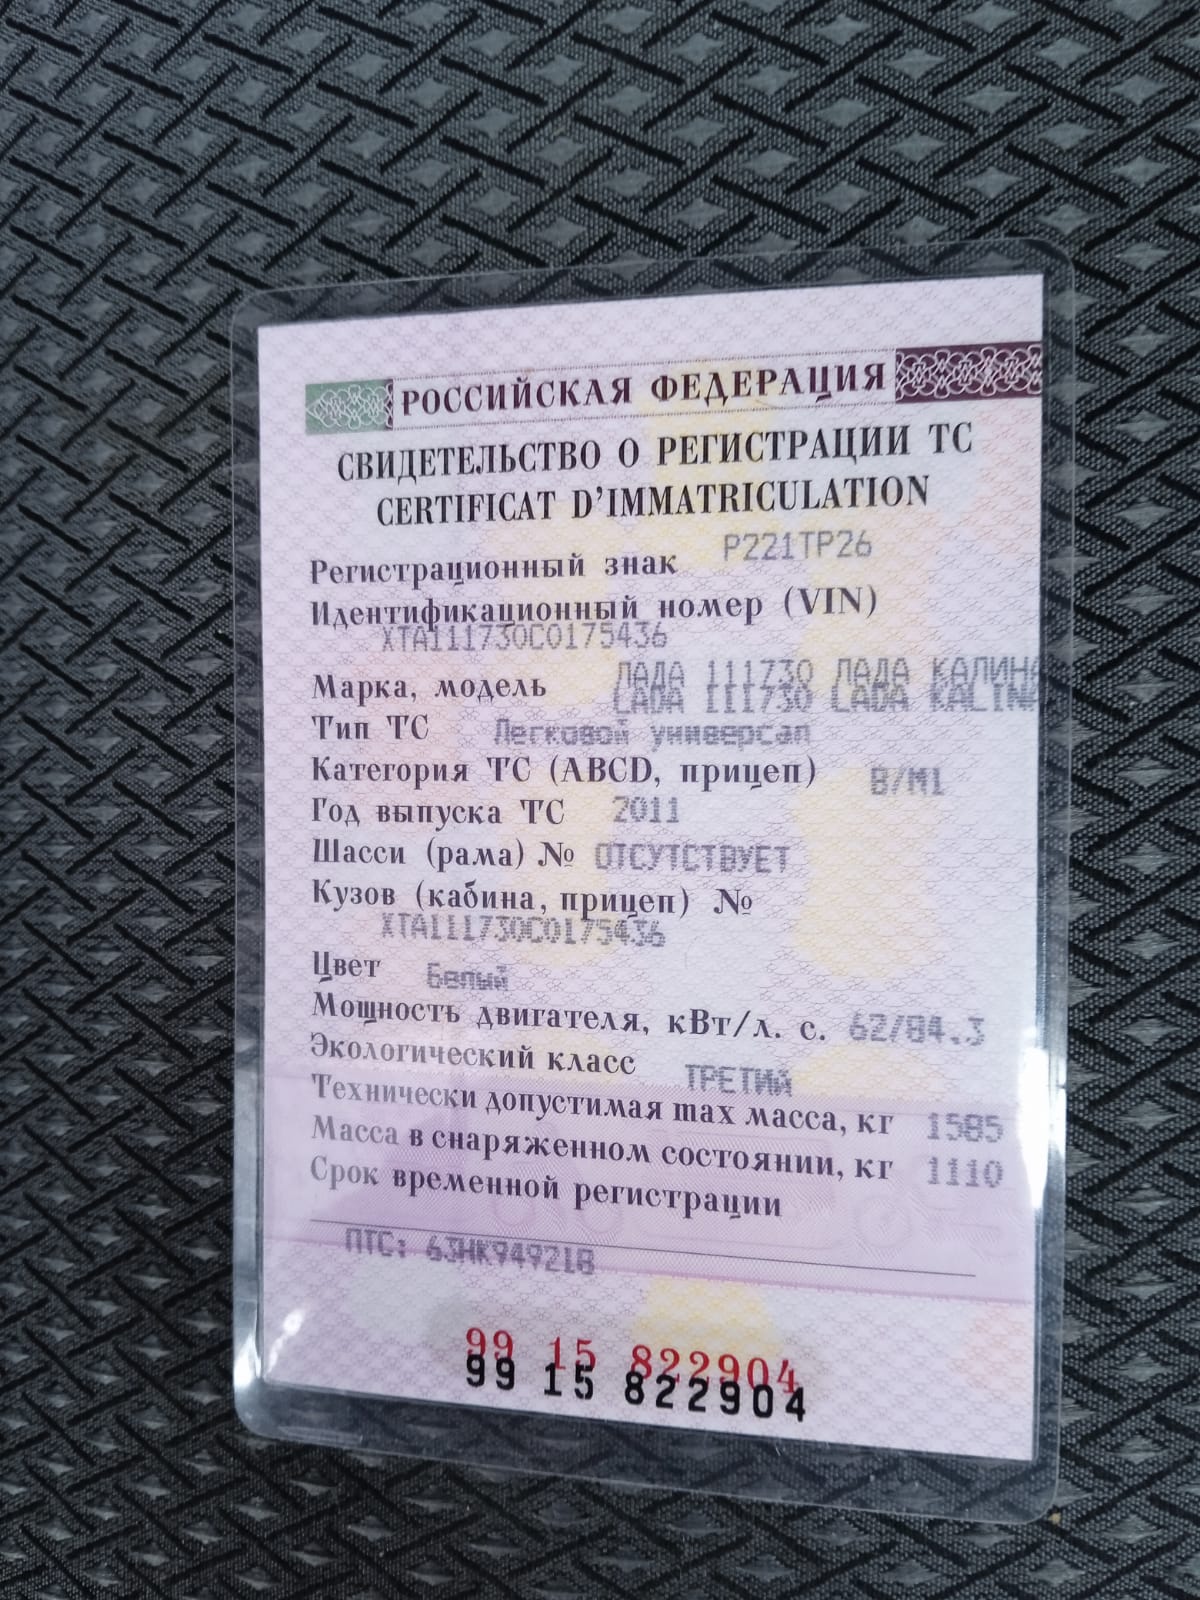 РОССИЙСКАЯ ФЕДЕРАЦИЯ
СВИДЕТЕЛЬСТВО О РЕГИСТРАЦИИ ТС
CERTIFICAT D'IMMATRICULATION
Регистрационный знак Р221ТР26
Идентификационный номер (VIN)
XTA111730C0175436
Марка, модель ЛАДА 111730 ЛАДА КАЛИНА
LADA 111730 LADA KALINA
Тип ТС Легковой универсал
Категория ТС (ABCD, прицеп) B/M1
Год выпуска ТС 2011
Шасси (рама) № ОТСУТСТВУЕТ
Кузов (кабина, прицеп) №
XTA111730C0175436
Цвет Белый
Мощность двигателя, кВт/л. с. 62/84.3
Экологический класс ТРЕТИЙ
Технически допустимая max масса, кг 1585
Масса в снаряженном состоянии, кг 1110
Срок временной регистрации
ПТС: 63НК949218
99 15 822904
99 15 822904